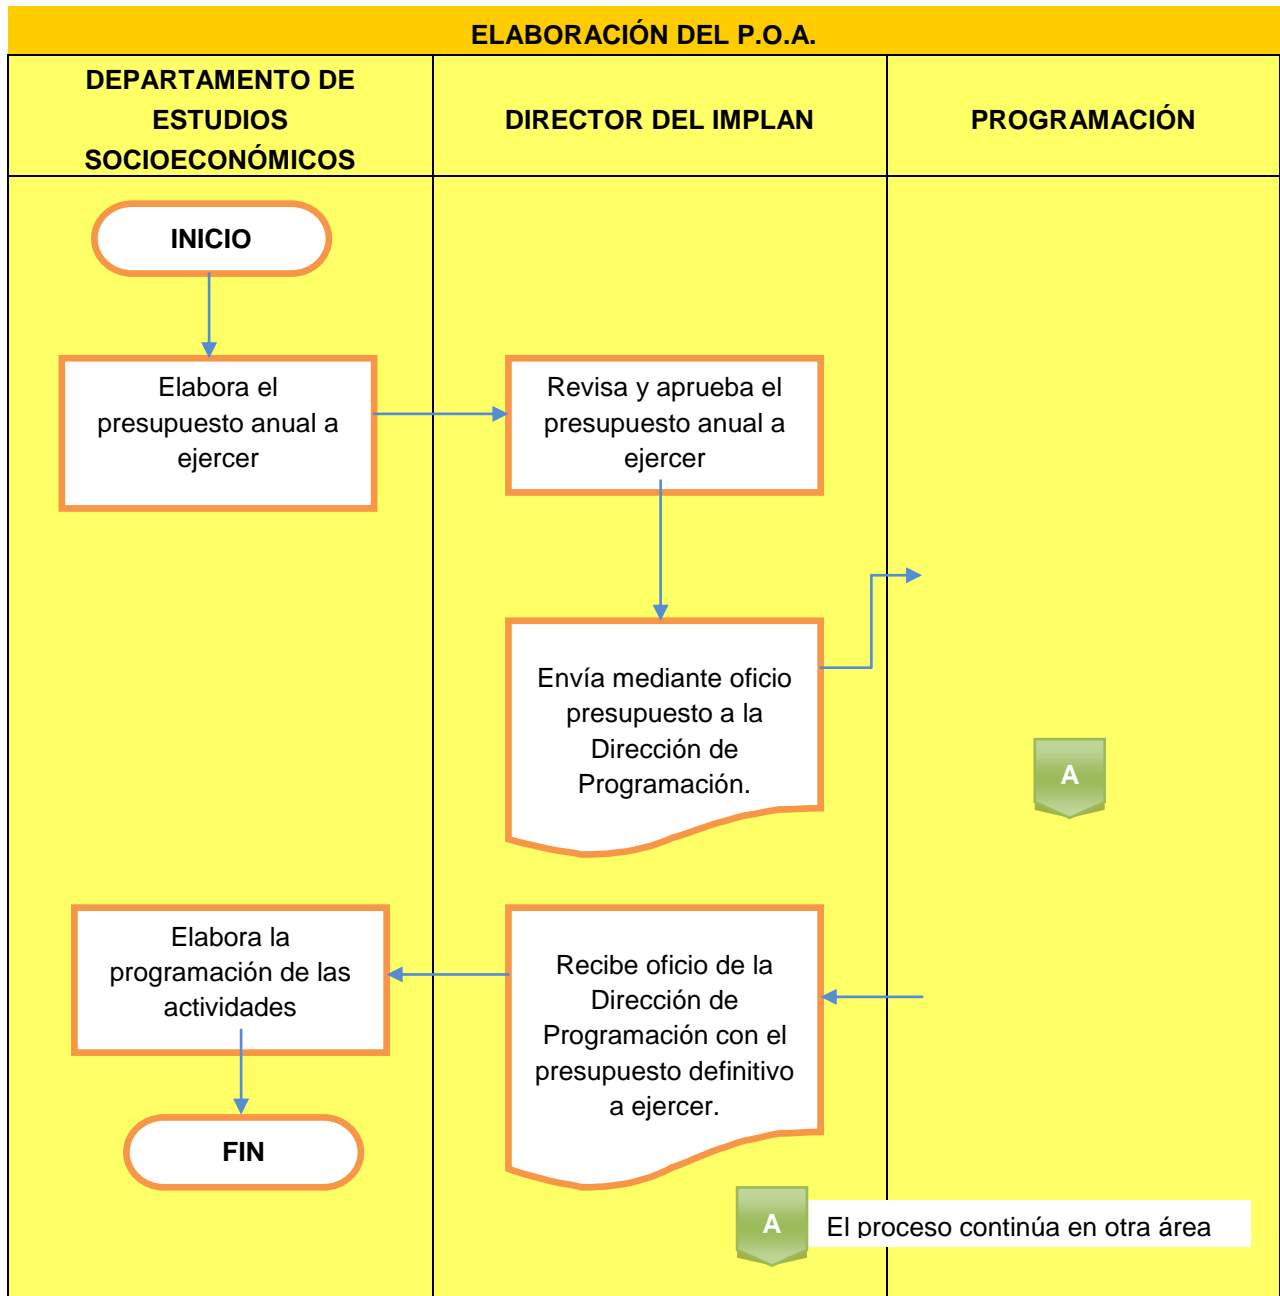 ELABORACIÓN DEL P.O.A.
DEPARTAMENTO DE
ESTUDIOS
SOCIOECONÓMICOS
DIRECTOR DEL IMPLAN
PROGRAMACIÓN
INICIO
Elabora el
presupuesto anual a
ejercer
Revisa y aprueba el
presupuesto anual a
ejercer
Envía mediante oficio
presupuesto a la
Dirección de
Programación.
A
Recibe oficio de la
Dirección de
Programación con el
presupuesto definitivo
a ejercer.
Elabora la
programación de las
actividades
FIN
A
El proceso continúa en otra área